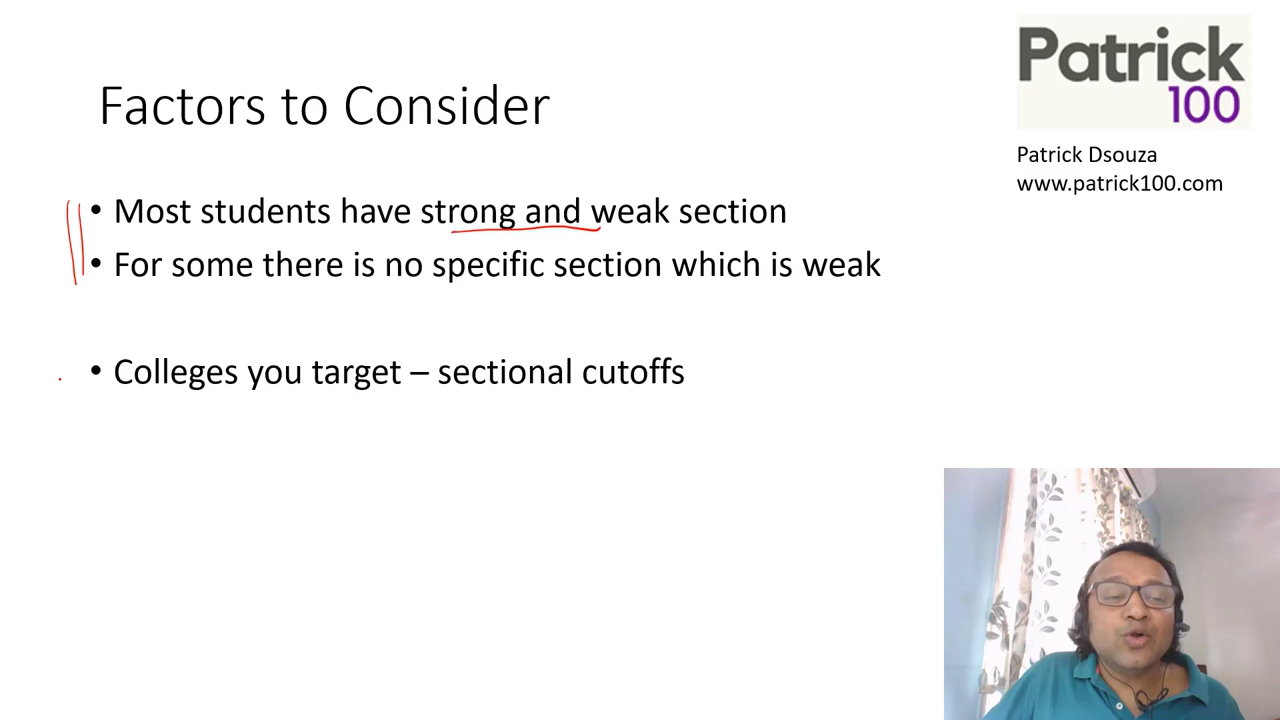 Patrick
100
Factors to Consider
Patrick Dsouza
www.patrick100.com
• Most students have strong and weak section
• For some there is no specific section which is weak
• Colleges you target – sectional cutoffs